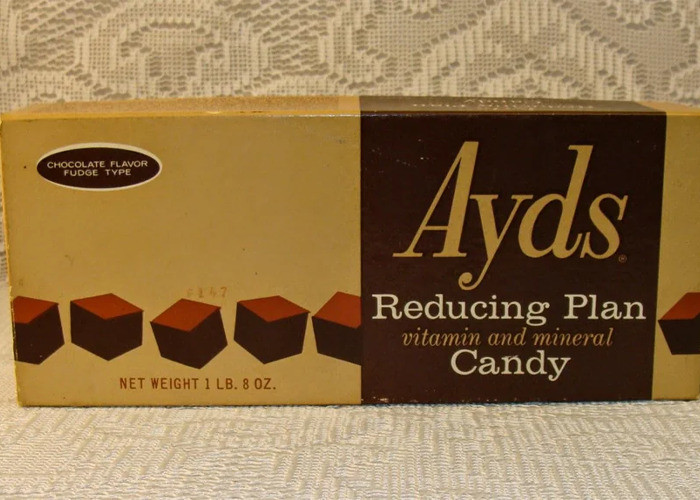 CHOCOLATE FLAVOR
FUDGE TYPE
Ayds®
Reducing Plan
vitamin and mineral
Candy
NET WEIGHT 1 LB. 8 OZ.